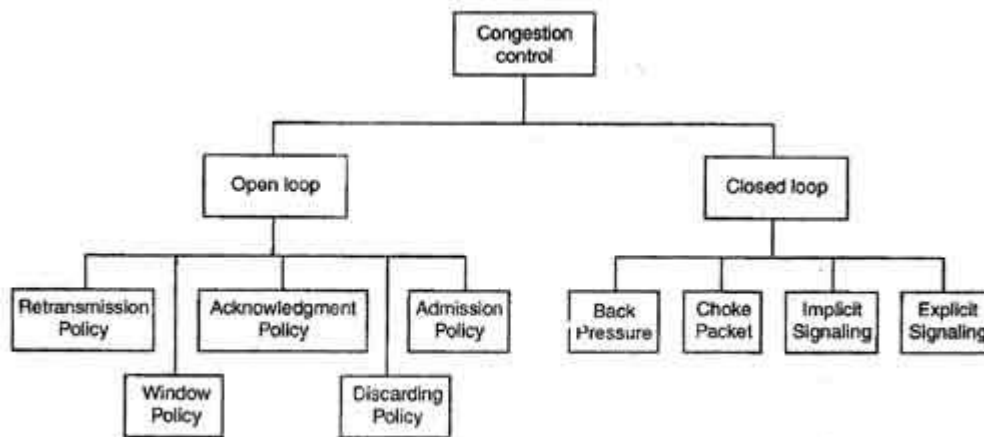 Congestion
control
Open loop
Closed loop
Retransmission
Policy
Acknowledgment
Policy
Admission
Policy
Back
Pressure
Choke
Packet
Implicit
Signaling
Explicit
Signaling
Window
Policy
Discarding
Policy